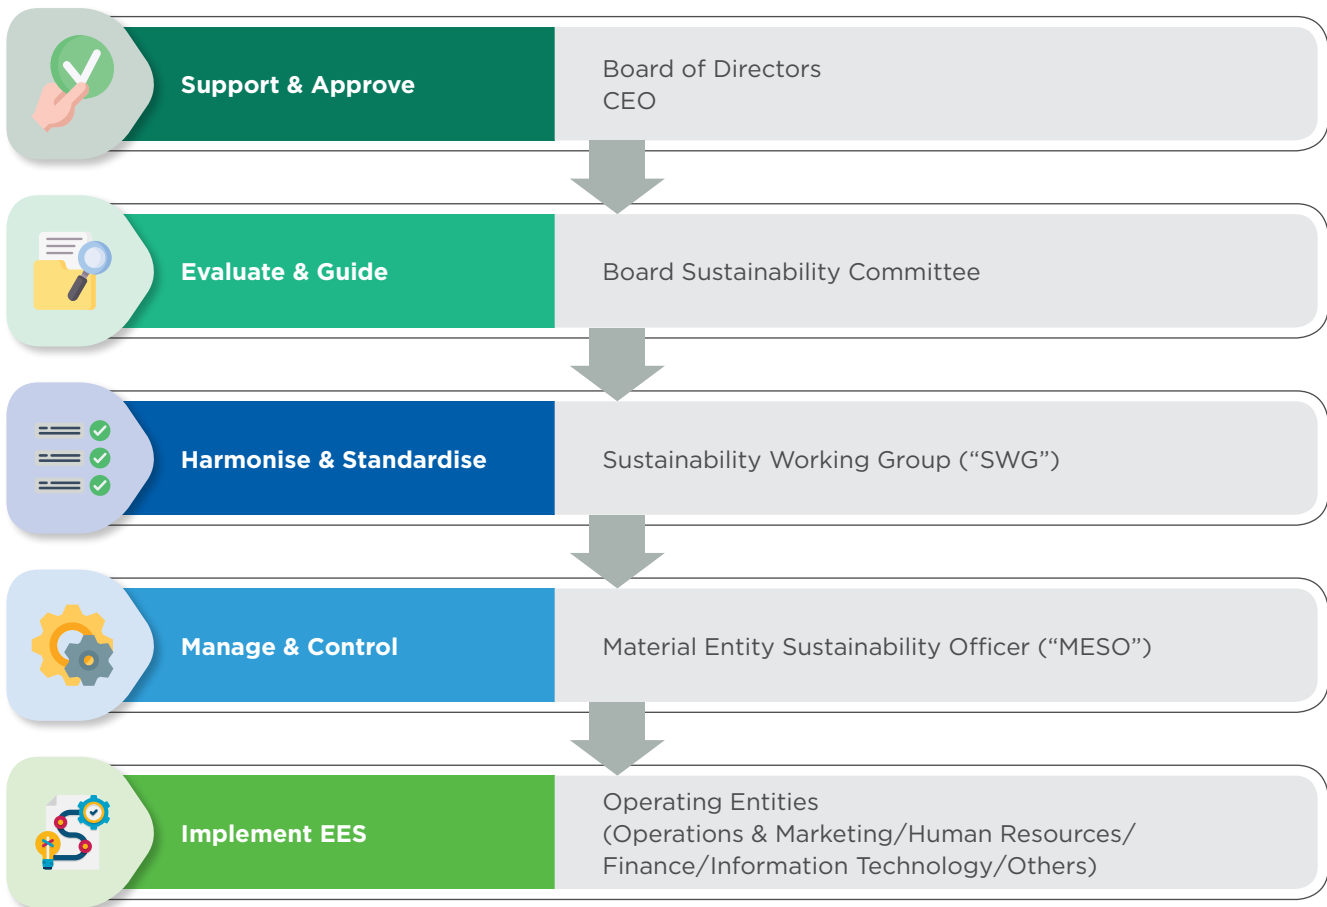 Support & Approve
Board of Directors
CEO
Evaluate & Guide
Board Sustainability Committee
Harmonise & Standardise
Sustainability Working Group (“SWG”)
Manage & Control
Material Entity Sustainability Officer (“MESO”)
Implement EES
Operating Entities
(Operations & Marketing/Human Resources/
Finance/Information Technology/Others)